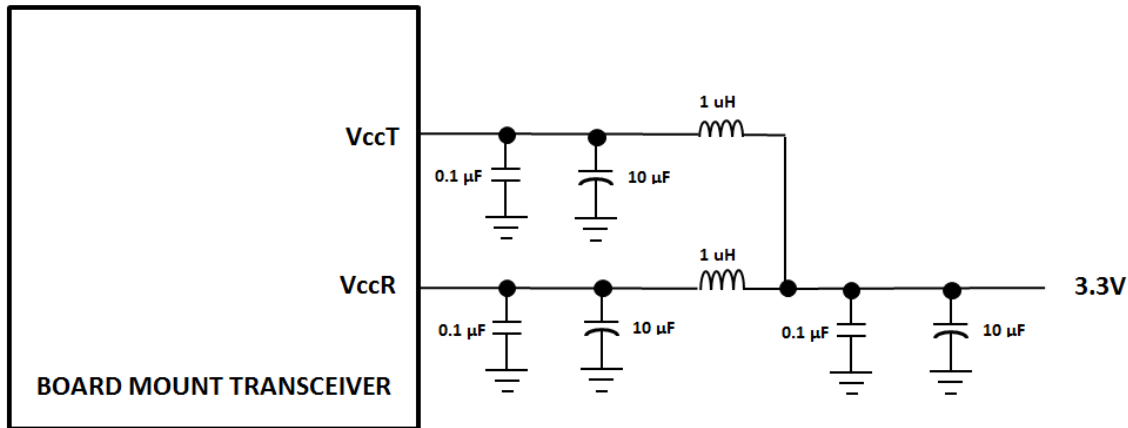 1 uH
VccT
0.1 µF
10 µF
1 uH
VccR
3.3V
0.1 µF
10 µF
0.1 µF
10 µF
BOARD MOUNT TRANSCEIVER